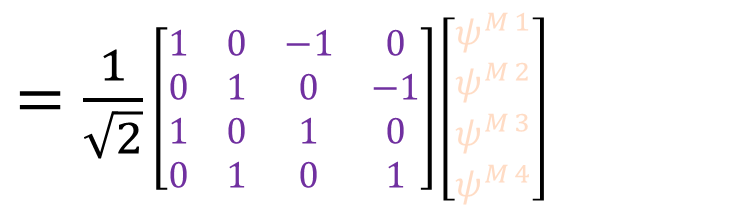 = 1/√2 [1 0 −1 0] [ψ^{M 1}]
[0 1 0 −1] [ψ^{M 2}]
[1 0 1 0] [ψ^{M 3}]
[0 1 0 1] [ψ^{M 4}]